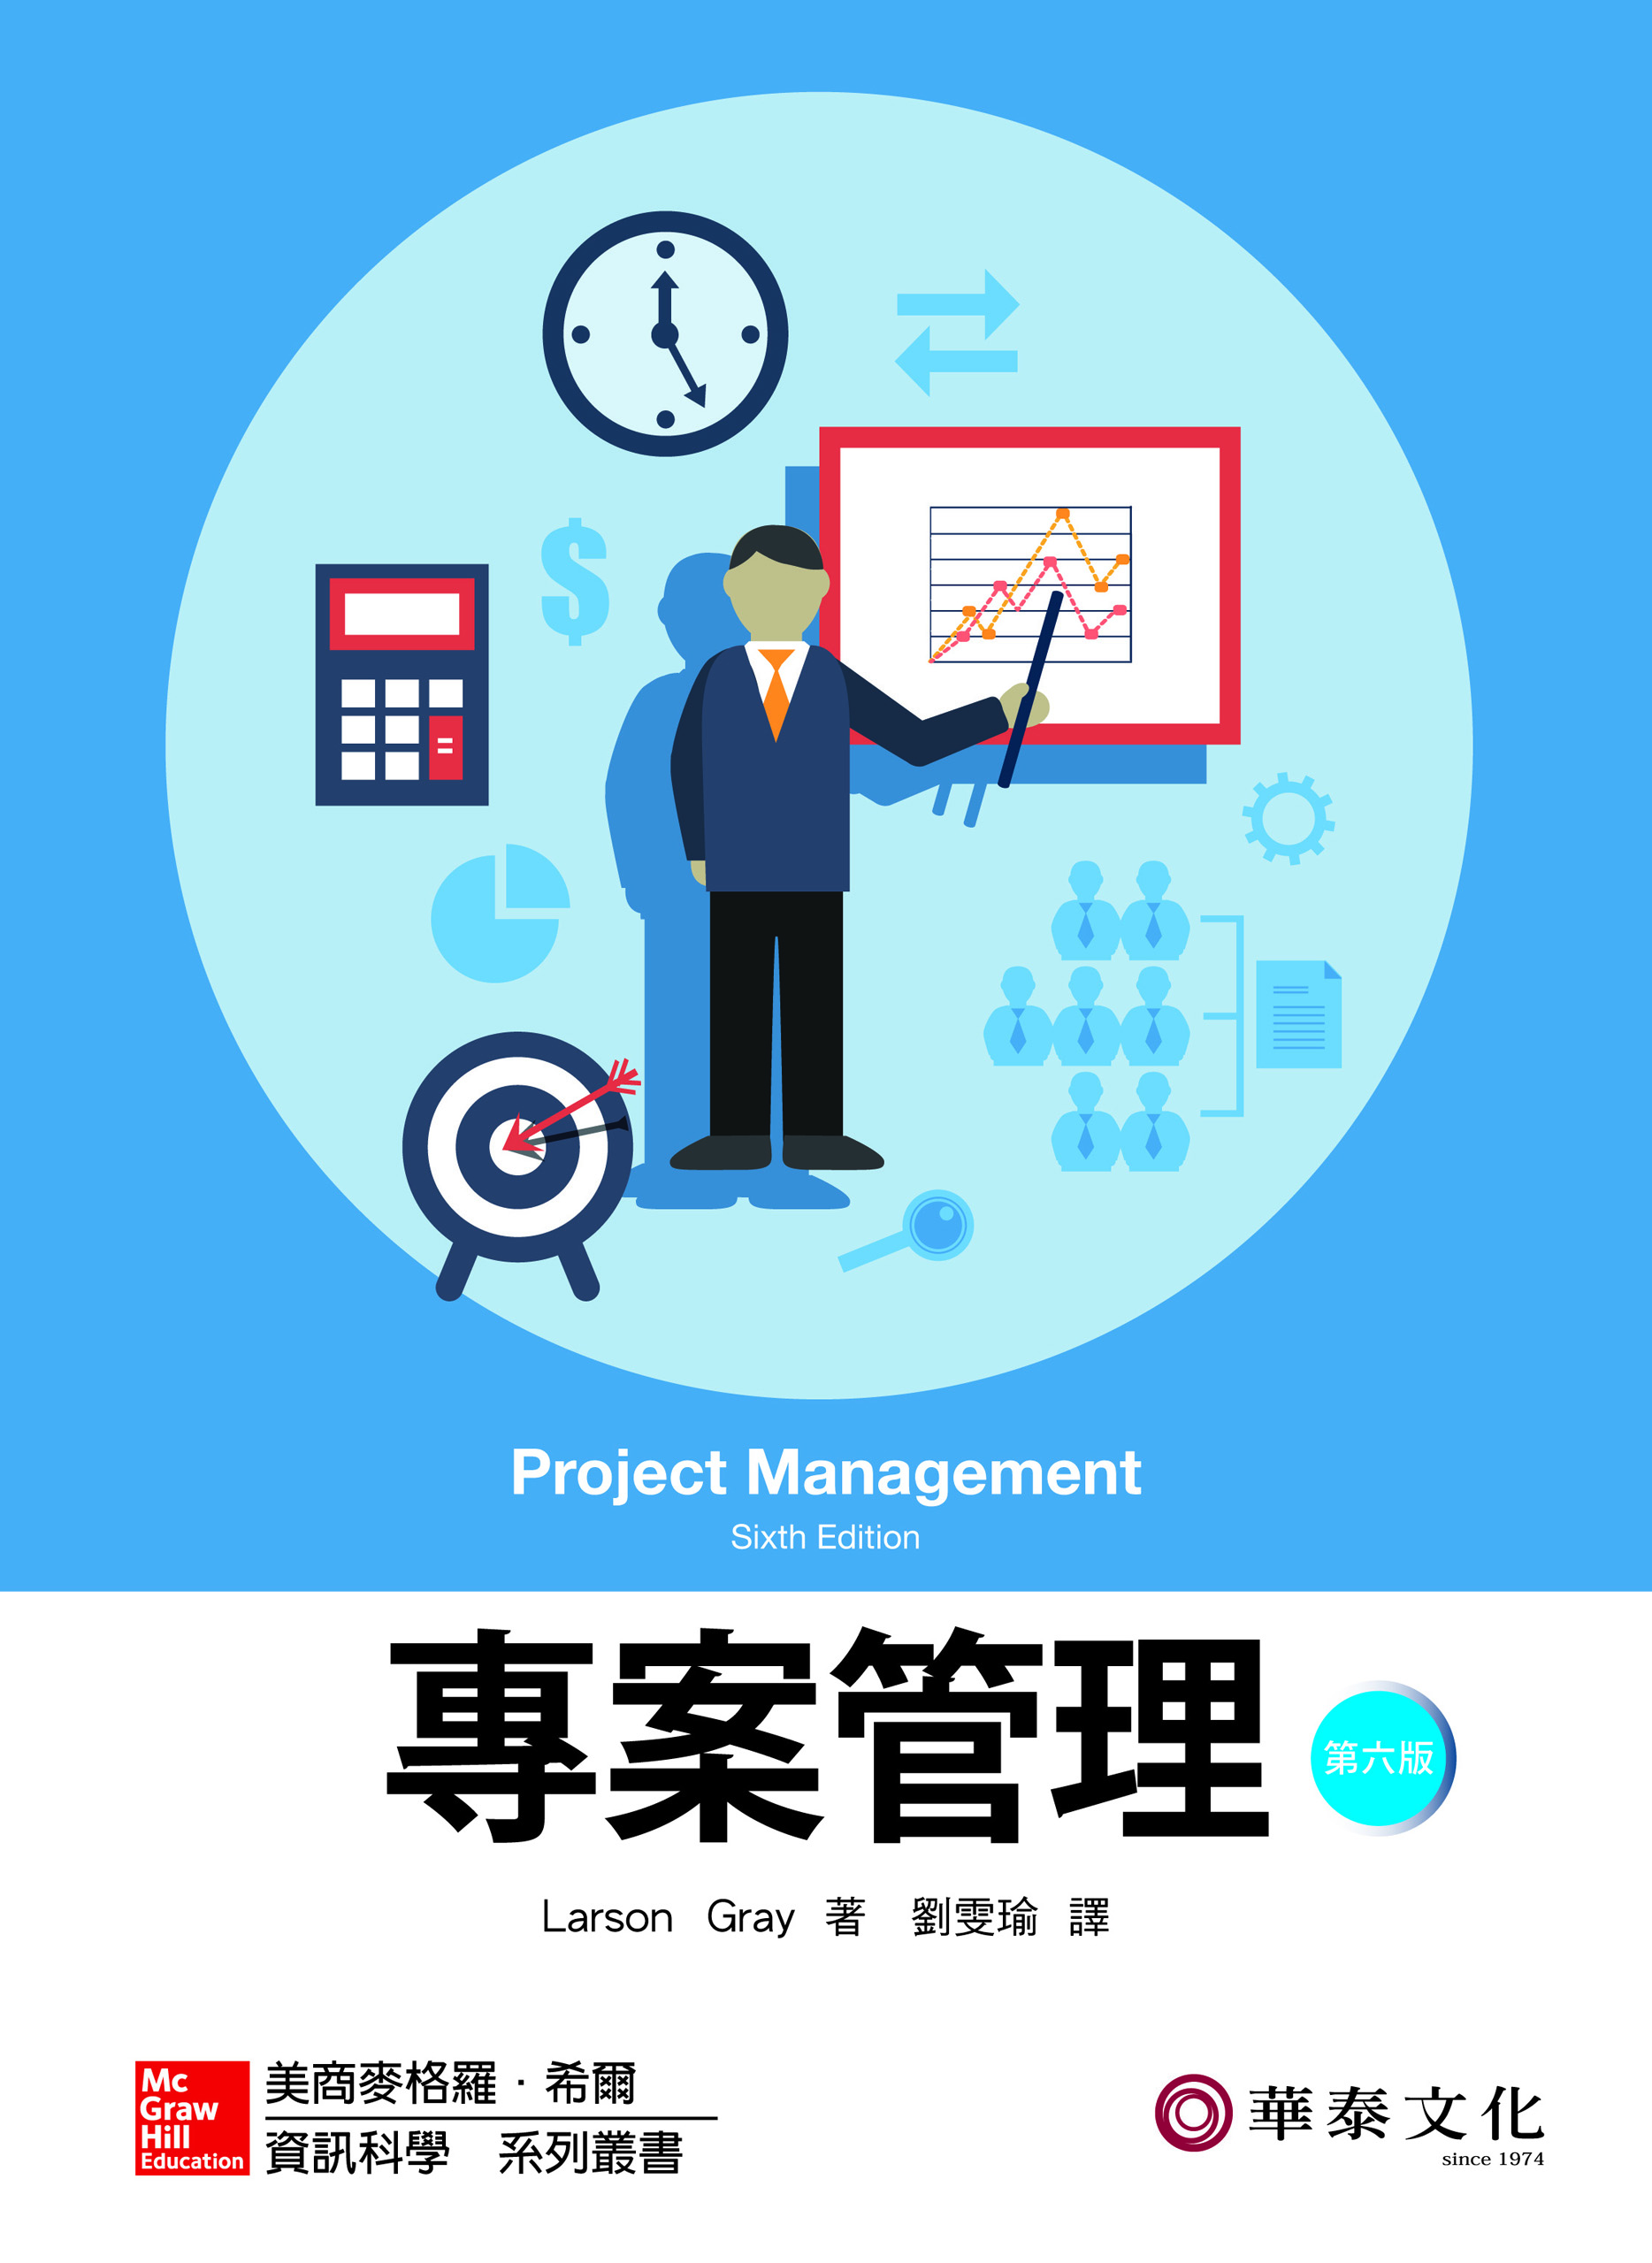 $
=
Project Management
Sixth Edition
專案管理
第六版
Larson Gray 著 劉雯瑜 譯
Mc
Graw
Hill
Education
美商麥格羅·希爾
資訊科學 系列叢書
華泰文化
since 1974